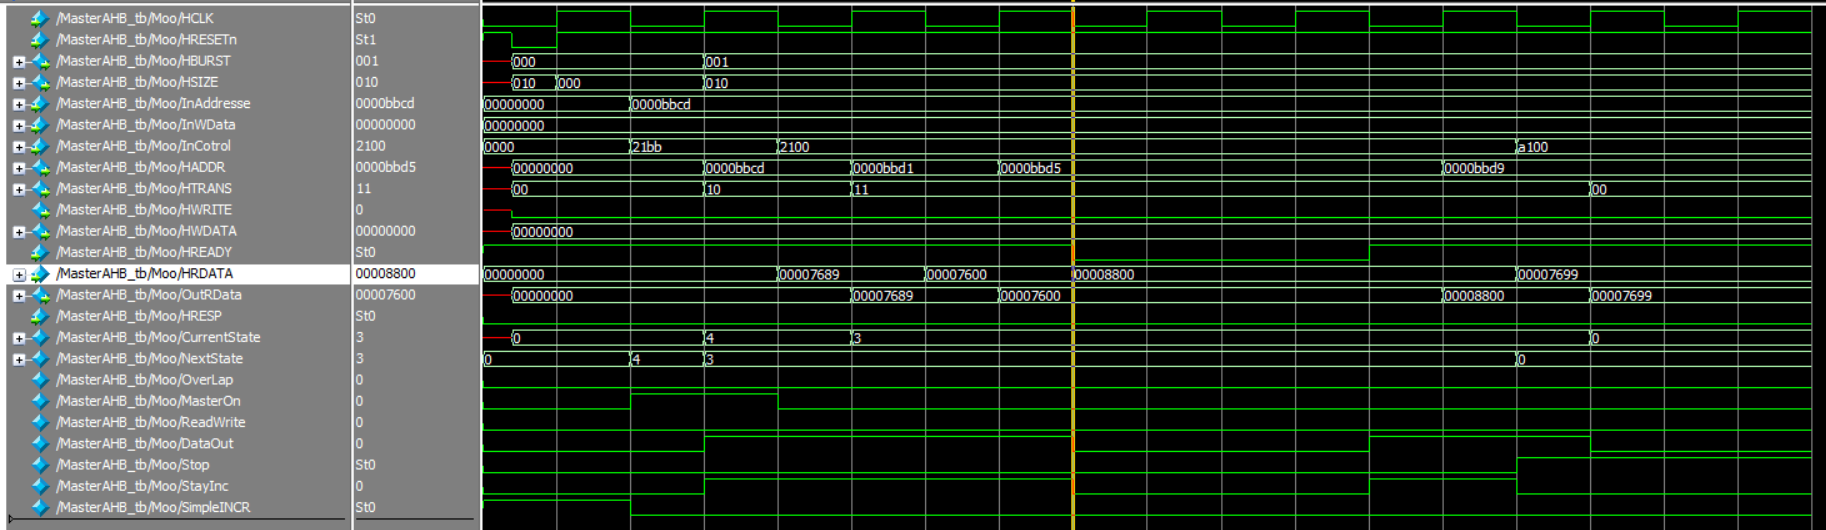 /MasterAHB_tb/Moo/HCLK St0
/MasterAHB_tb/Moo/HRESETn St1
/MasterAHB_tb/Moo/HBURST 001 000 001
/MasterAHB_tb/Moo/HSIZE 010 010 000 010
/MasterAHB_tb/Moo/InAddresse 0000bbcd 00000000 0000bbcd
/MasterAHB_tb/Moo/InWData 00000000 00000000
/MasterAHB_tb/Moo/InCotrol 2100 0000 21bb 2100 a100
/MasterAHB_tb/Moo/HADDR 0000bbd5 00000000 0000bbcd 0000bbd1 0000bbd5 0000bbd9
/MasterAHB_tb/Moo/HTRANS 11 00 10 11 00
/MasterAHB_tb/Moo/HWRITE 0
/MasterAHB_tb/Moo/HWDATA 00000000 00000000
/MasterAHB_tb/Moo/HREADY St0
/MasterAHB_tb/Moo/HRDATA 00008800 00000000 00007689 00007600 00008800 00007699
/MasterAHB_tb/Moo/OutRData 00007600 00000000 00007689 00007600 00008800 00007699
/MasterAHB_tb/Moo/HRESP St0
/MasterAHB_tb/Moo/CurrentState 3 0 4 3 0
/MasterAHB_tb/Moo/NextState 3 0 4 3 0
/MasterAHB_tb/Moo/OverLap 0
/MasterAHB_tb/Moo/MasterOn 0
/MasterAHB_tb/Moo/ReadWrite 0
/MasterAHB_tb/Moo/DataOut 0
/MasterAHB_tb/Moo/Stop St0
/MasterAHB_tb/Moo/StayInc 0
/MasterAHB_tb/Moo/SimpleINCR St0